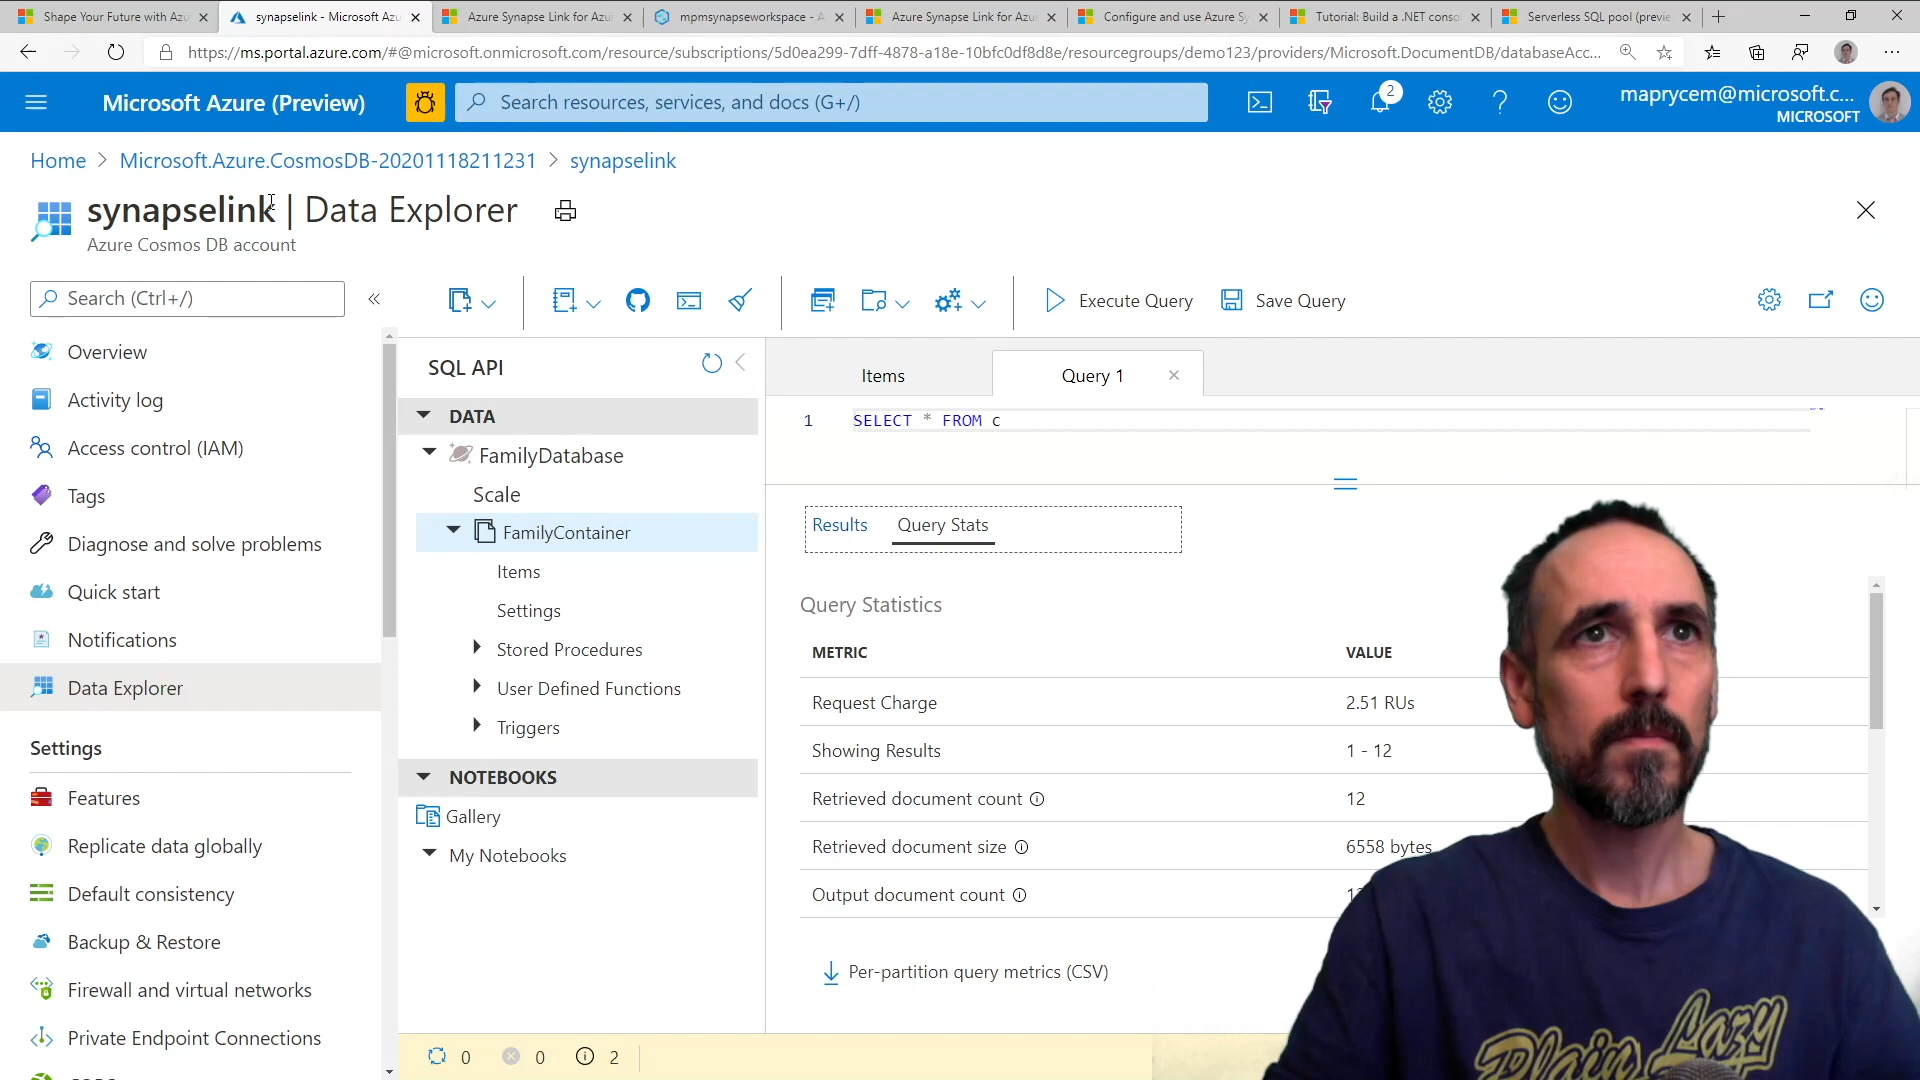 Shape Your Future with Azu
synapselink - Microsoft Azu
Azure Synapse Link for Azu
mpmsynapseworkspace - A
Azure Synapse Link for Azu
Configure and use Azure Sy
Tutorial: Build a .NET conso
Serverless SQL pool (previe
https://ms.portal.azure.com/#@microsoft.onmicrosoft.com/resource/subscriptions/5d0ea299-7dff-4878-a18e-10bfc0df8d8e/resourcegroups/demo123/providers/Microsoft.DocumentDB/databaseAcc...
Microsoft Azure (Preview)
Search resources, services, and docs (G+/)
2
maprycem@microsoft.c...
MICROSOFT
Home > Microsoft.Azure.CosmosDB-20201118211231 > synapselink
synapselink | Data Explorer
Azure Cosmos DB account
Search (Ctrl+/)
Overview
Activity log
Access control (IAM)
Tags
Diagnose and solve problems
Quick start
Notifications
Data Explorer
Settings
Features
Replicate data globally
Default consistency
Backup & Restore
Firewall and virtual networks
Private Endpoint Connections
Execute Query
Save Query
SQL API
DATA
FamilyDatabase
Scale
FamilyContainer
Items
Settings
Stored Procedures
User Defined Functions
Triggers
NOTEBOOKS
Gallery
My Notebooks
Items
Query 1
1 SELECT * FROM c
Results Query Stats
Query Statistics
METRIC VALUE
Request Charge 2.51 RUs
Showing Results 1 - 12
Retrieved document count 12
Retrieved document size 6558 bytes
Output document count
Per-partition query metrics (CSV)
0 0 2
Plain Lazy